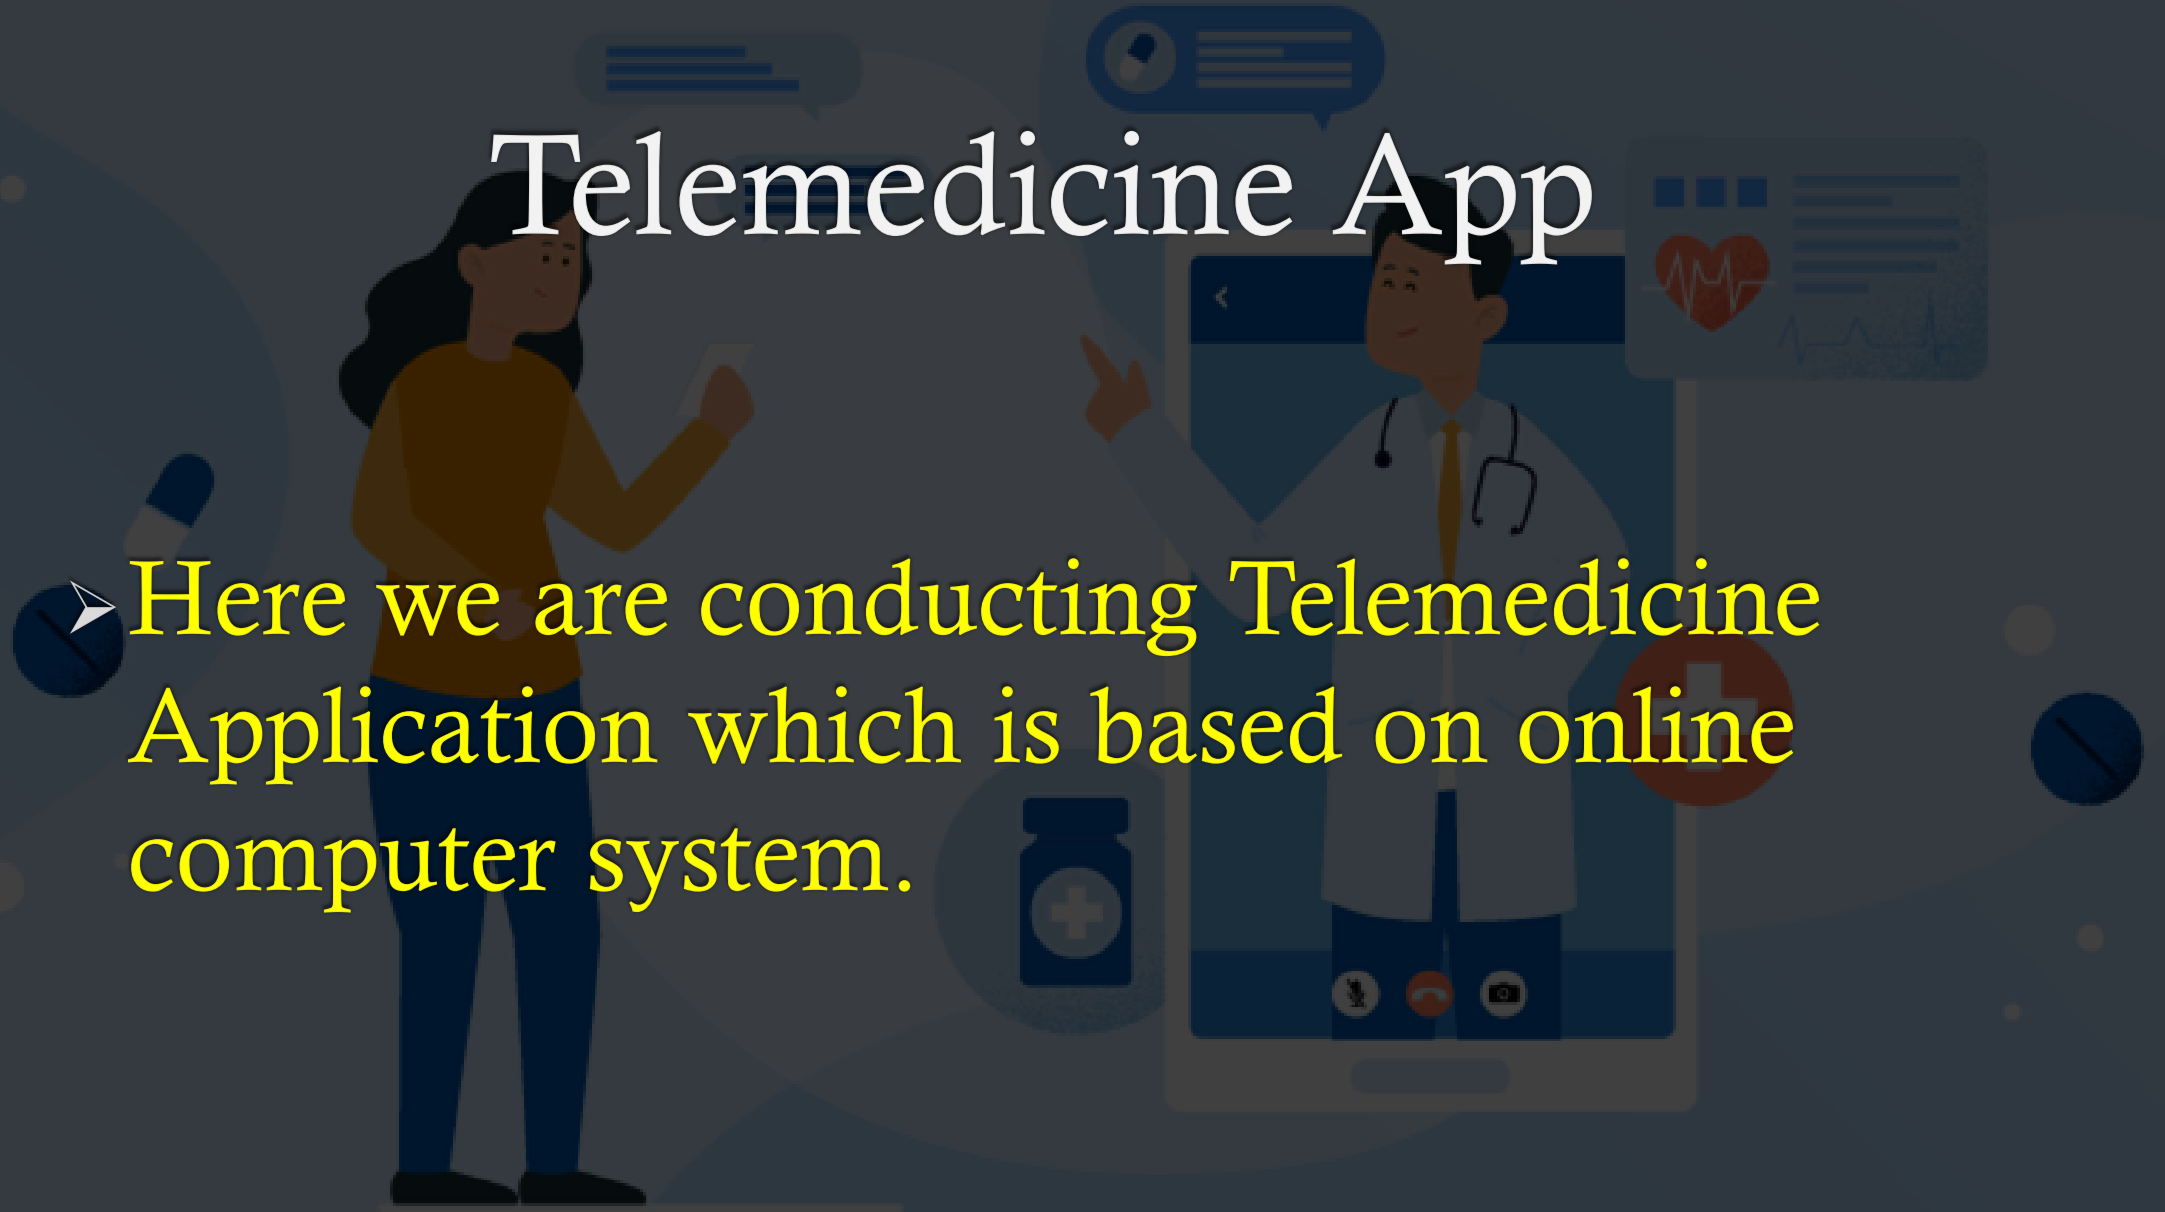 Telemedicine App
➢Here we are conducting Telemedicine
Application which is based on online
computer system.